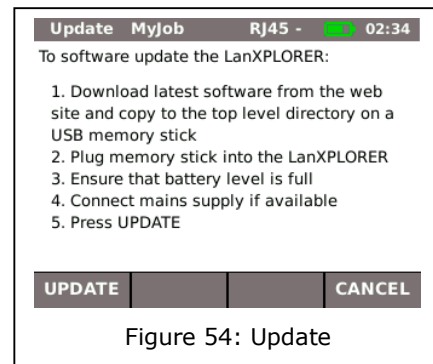 Update MyJob RJ45 - 02:34
To software update the LanXPLORER:
1. Download latest software from the web
site and copy to the top level directory on a
USB memory stick
2. Plug memory stick into the LanXPLORER
3. Ensure that battery level is full
4. Connect mains supply if available
5. Press UPDATE
UPDATE CANCEL
Figure 54: Update